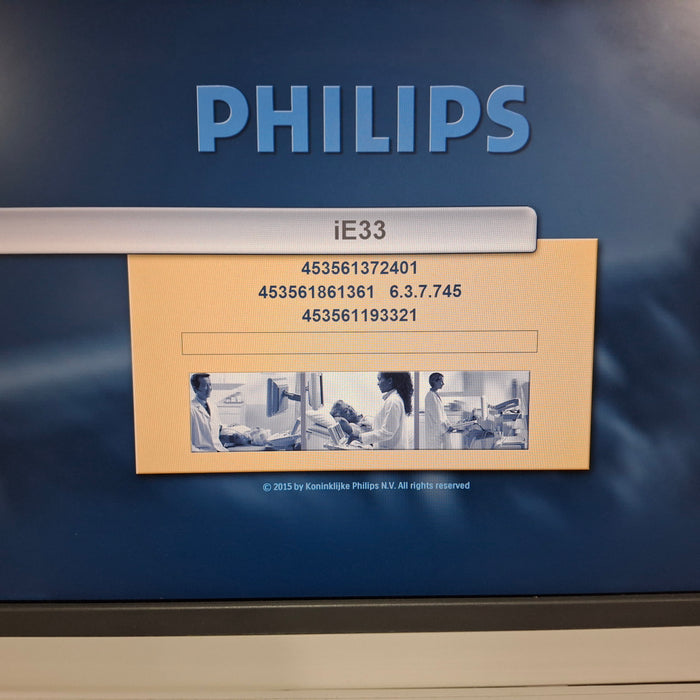 PHILIPS
iE33
453561372401
453561861361 6.3.7.745
453561193321
© 2015 by Koninklijke Philips N.V. All rights reserved